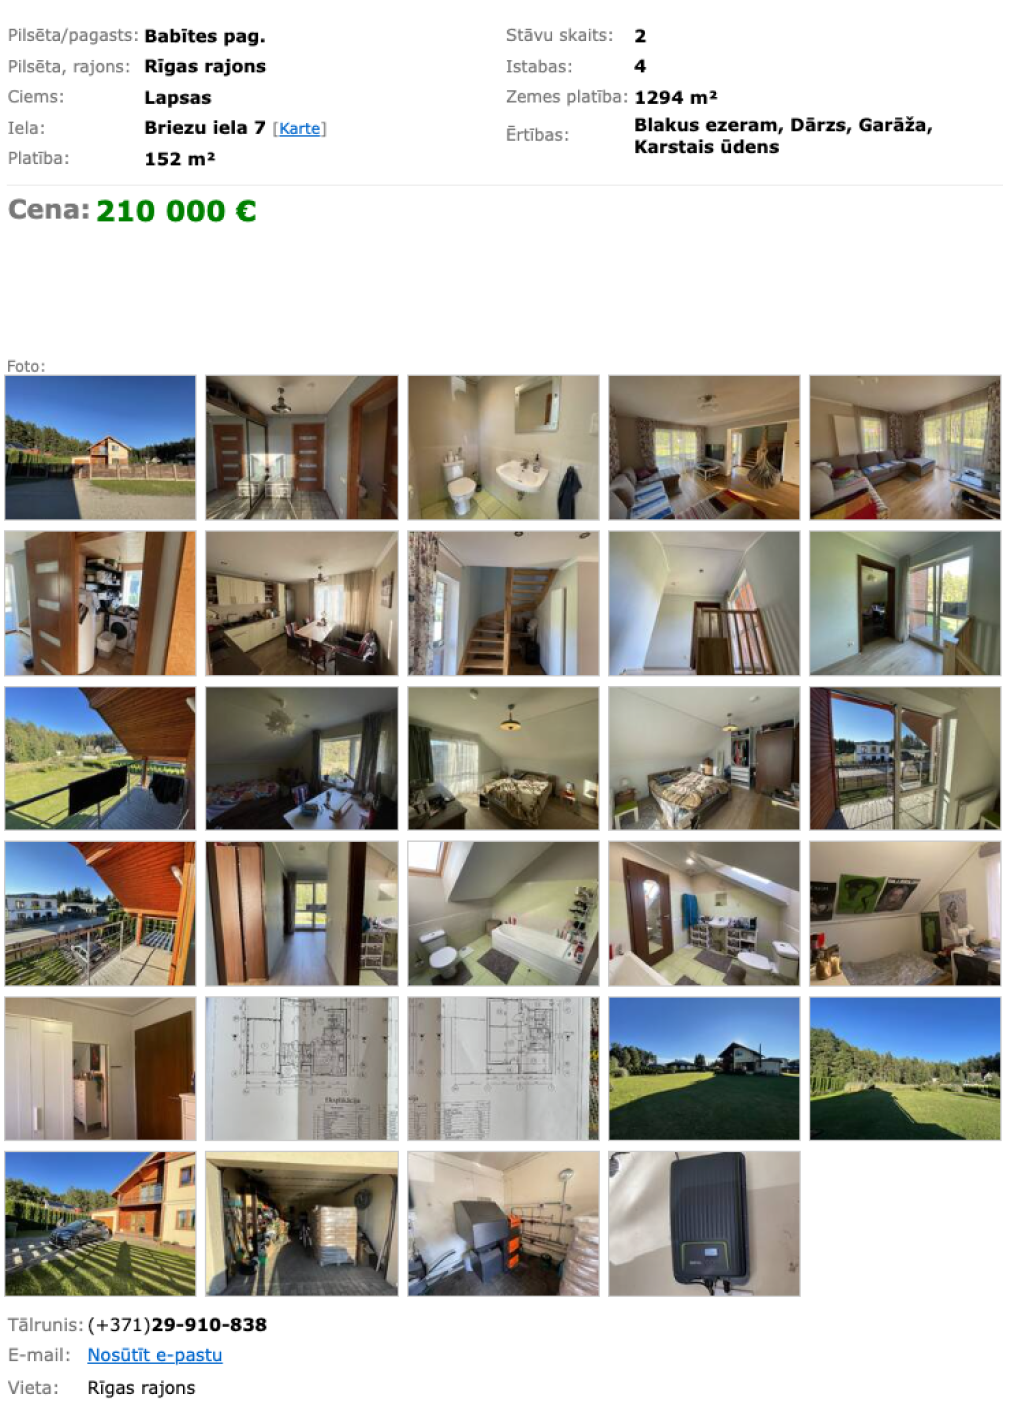 Pilsēta/pagasts: Babītes pag.
Pilsēta, rajons: Rīgas rajons
Ciems: Lapsas
Iela: Briezu iela 7 [Karte]
Platība: 152 m²
Stāvu skaits: 2
Istabas: 4
Zemes platība: 1294 m²
Ērtības: Blakus ezeram, Dārzs, Garāža,
Karstais ūdens
Cena: 210 000 €
Foto:
Eksplikācija
Tālrunis: (+371)29-910-838
E-mail: Nosūtīt e-pastu
Vieta: Rīgas rajons